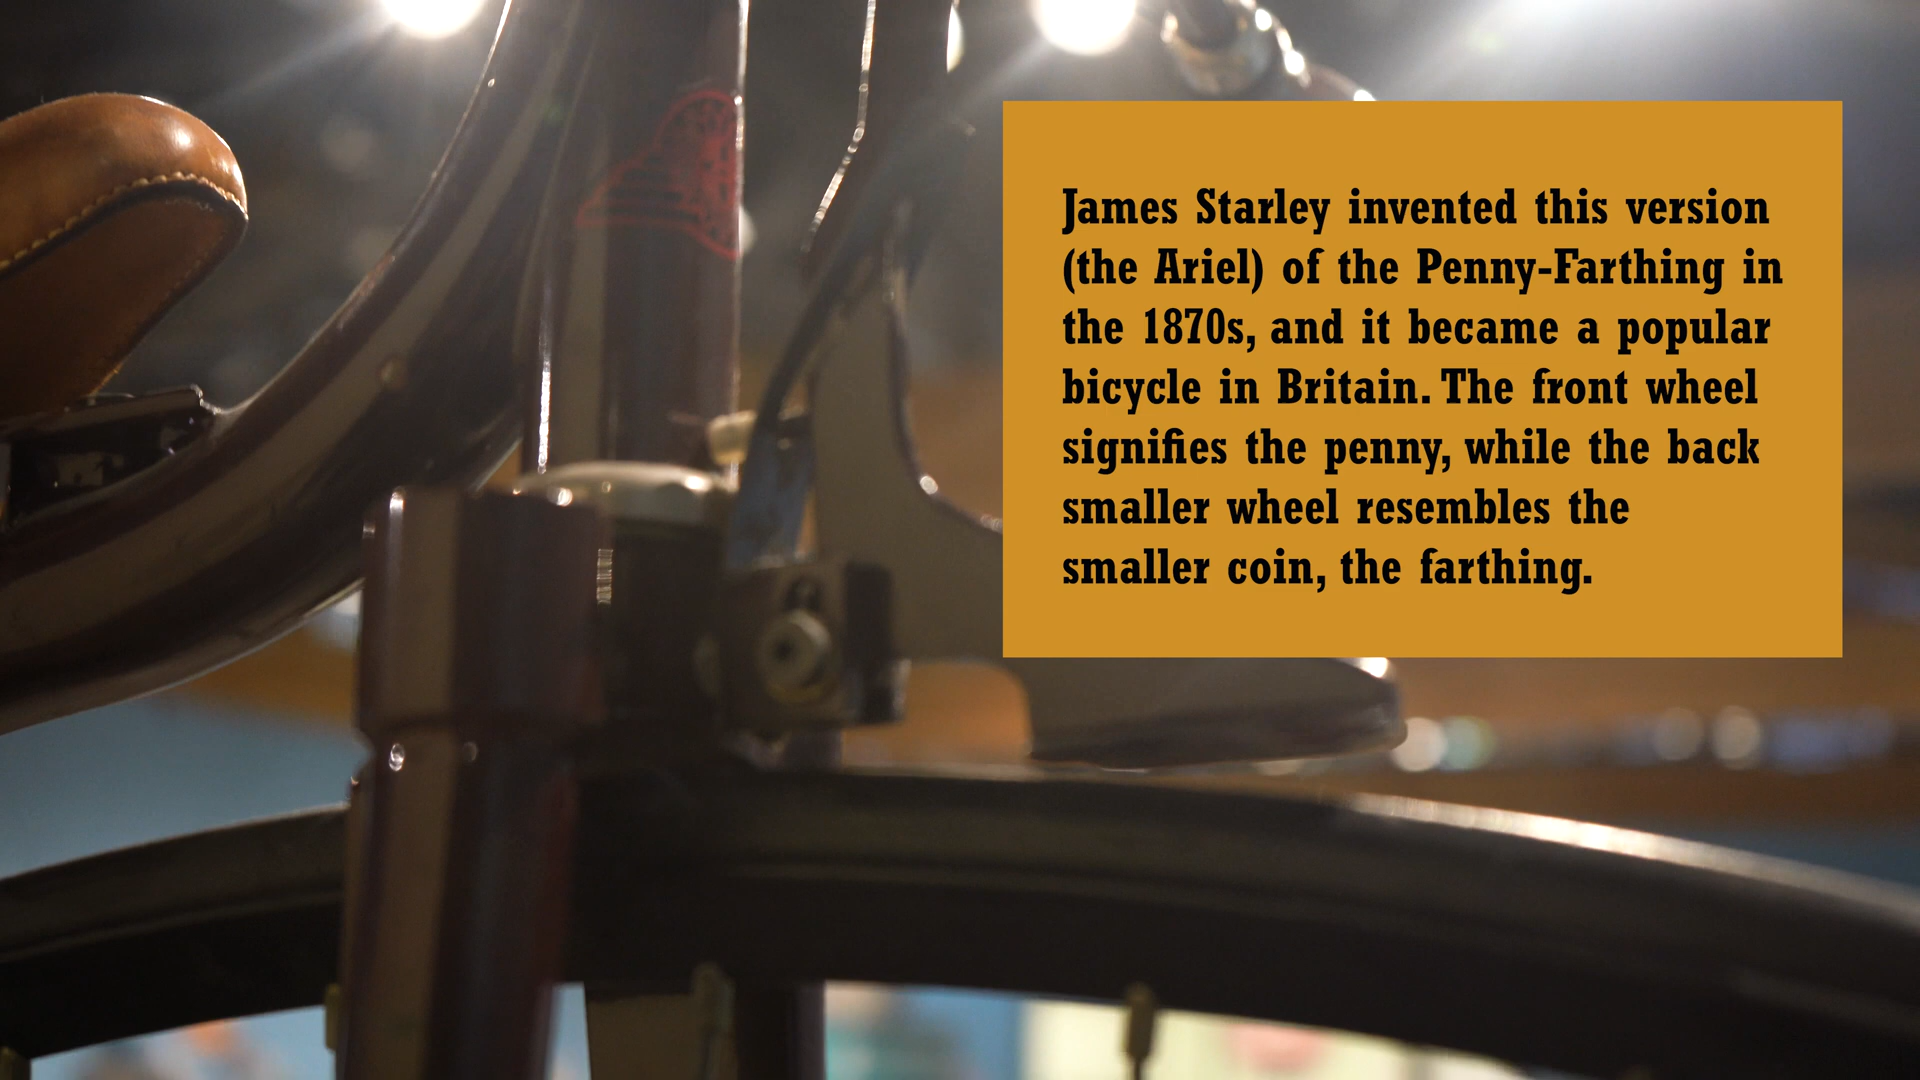 James Starley invented this version
(the Ariel) of the Penny-Farthing in
the 1870s, and it became a popular
bicycle in Britain. The front wheel
signifies the penny, while the back
smaller wheel resembles the
smaller coin, the farthing.